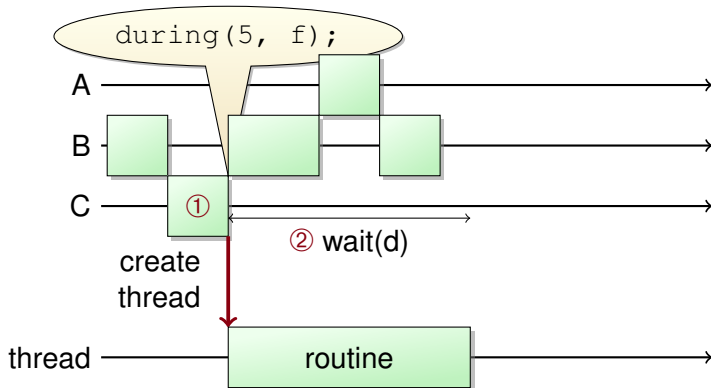 during(5, f);
A
B
C
①
② wait(d)
create
thread
thread
routine